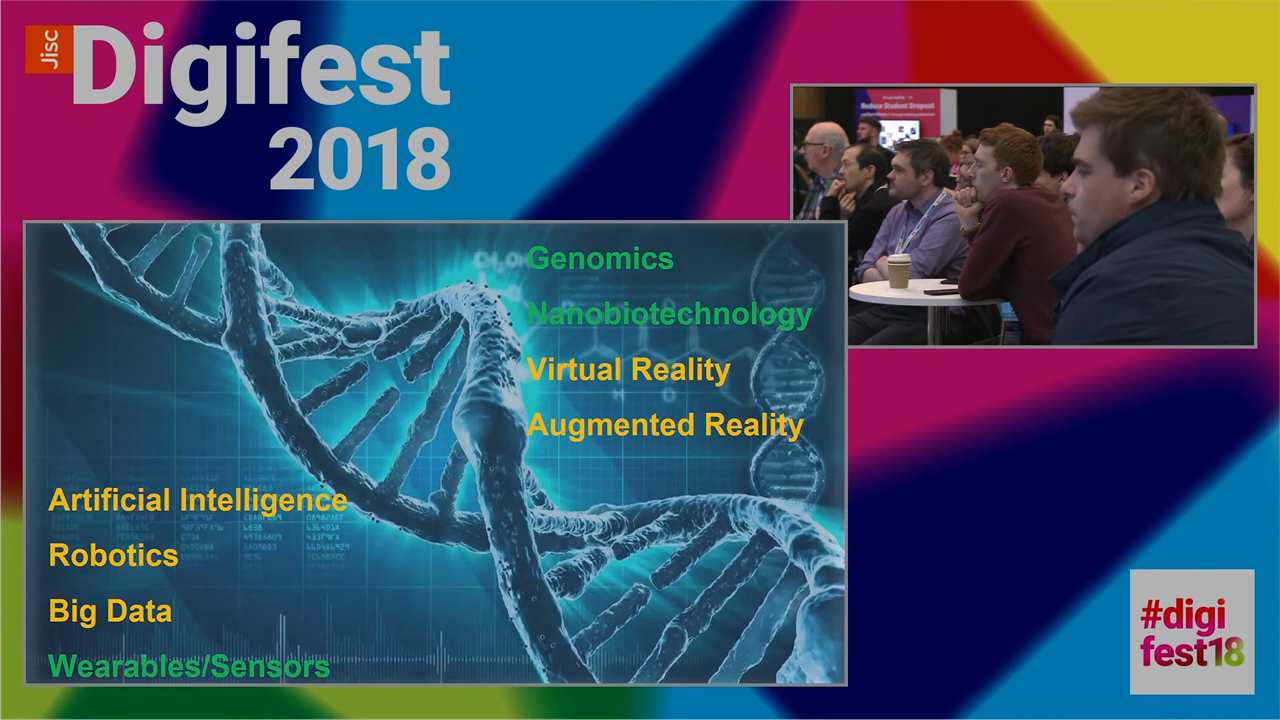 Jisc
Digifest
2018
Reduce Student Dropout
Genomics
Nanobiotechnology
Virtual Reality
Augmented Reality
Artificial Intelligence
Robotics
Big Data
Wearables/Sensors
#digi
fest18